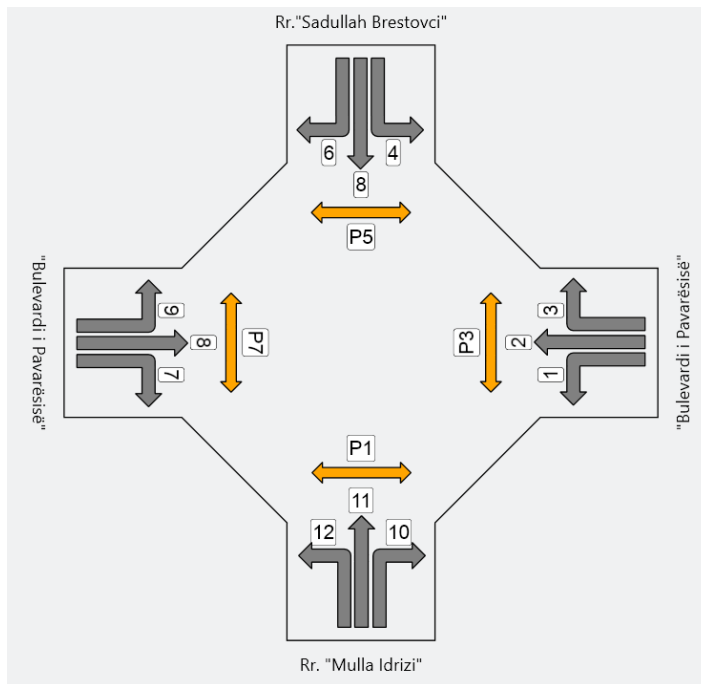 Rr."Sadullah Brestovci"
6
4
8
P5
"Bulevardi i Pavarësisë"
9
8
7
P7
P3
3
2
1
"Bulevardi i Pavarësisë"
P1
11
12
10
Rr. "Mulla Idrizi"